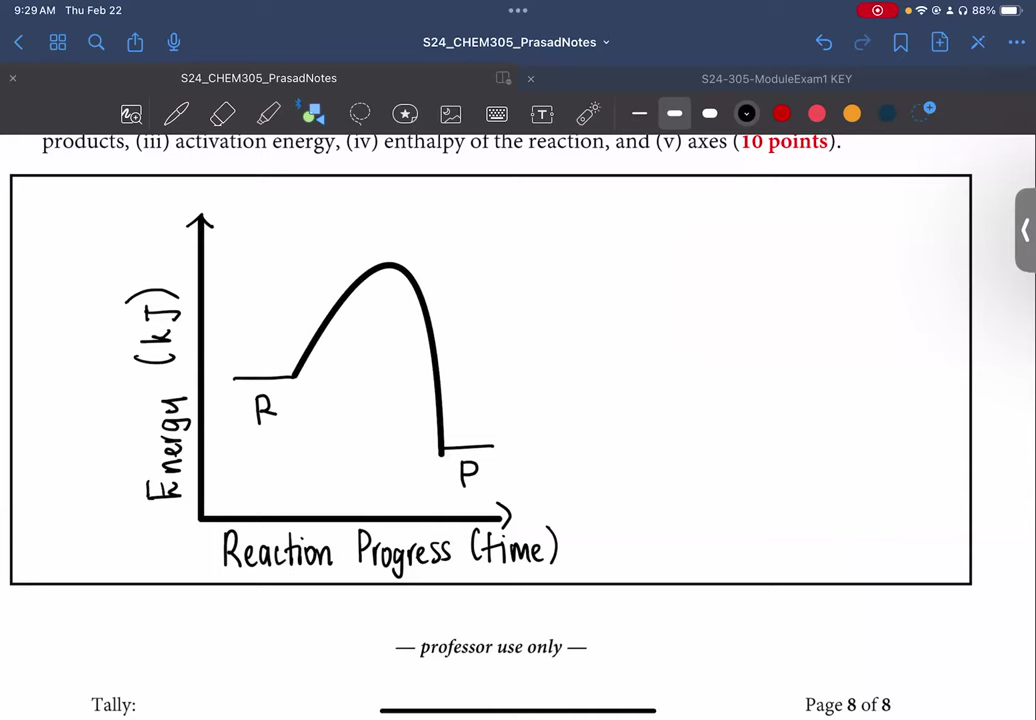 9:29 AM Thu Feb 22
88%
S24_CHEM305_PrasadNotes
S24_CHEM305_PrasadNotes
S24-305-ModuleExam1 KEY
products, (iii) activation energy, (iv) enthalpy of the reaction, and (v) axes (10 points).
Energy (kJ)
R
P
Reaction Progress (time)
— professor use only —
Tally:
Page 8 of 8